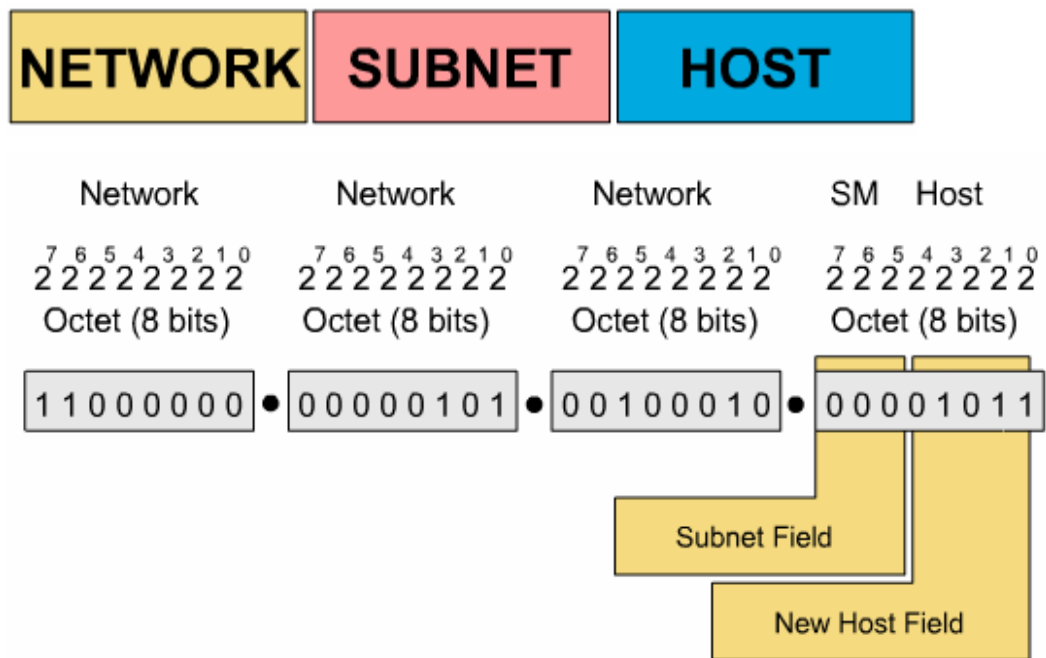 NETWORK SUBNET HOST
Network Network Network SM Host
7 6 5 4 3 2 1 0 7 6 5 4 3 2 1 0 7 6 5 4 3 2 1 0 7 6 5 4 3 2 1 0
2 2 2 2 2 2 2 2 2 2 2 2 2 2 2 2 2 2 2 2 2 2 2 2 2 2 2 2 2 2 2 2
Octet (8 bits) Octet (8 bits) Octet (8 bits) Octet (8 bits)
1 1 0 0 0 0 0 0 • 0 0 0 0 0 1 0 1 • 0 0 1 0 0 0 1 0 • 0 0 0 0 1 0 1 1
Subnet Field
New Host Field